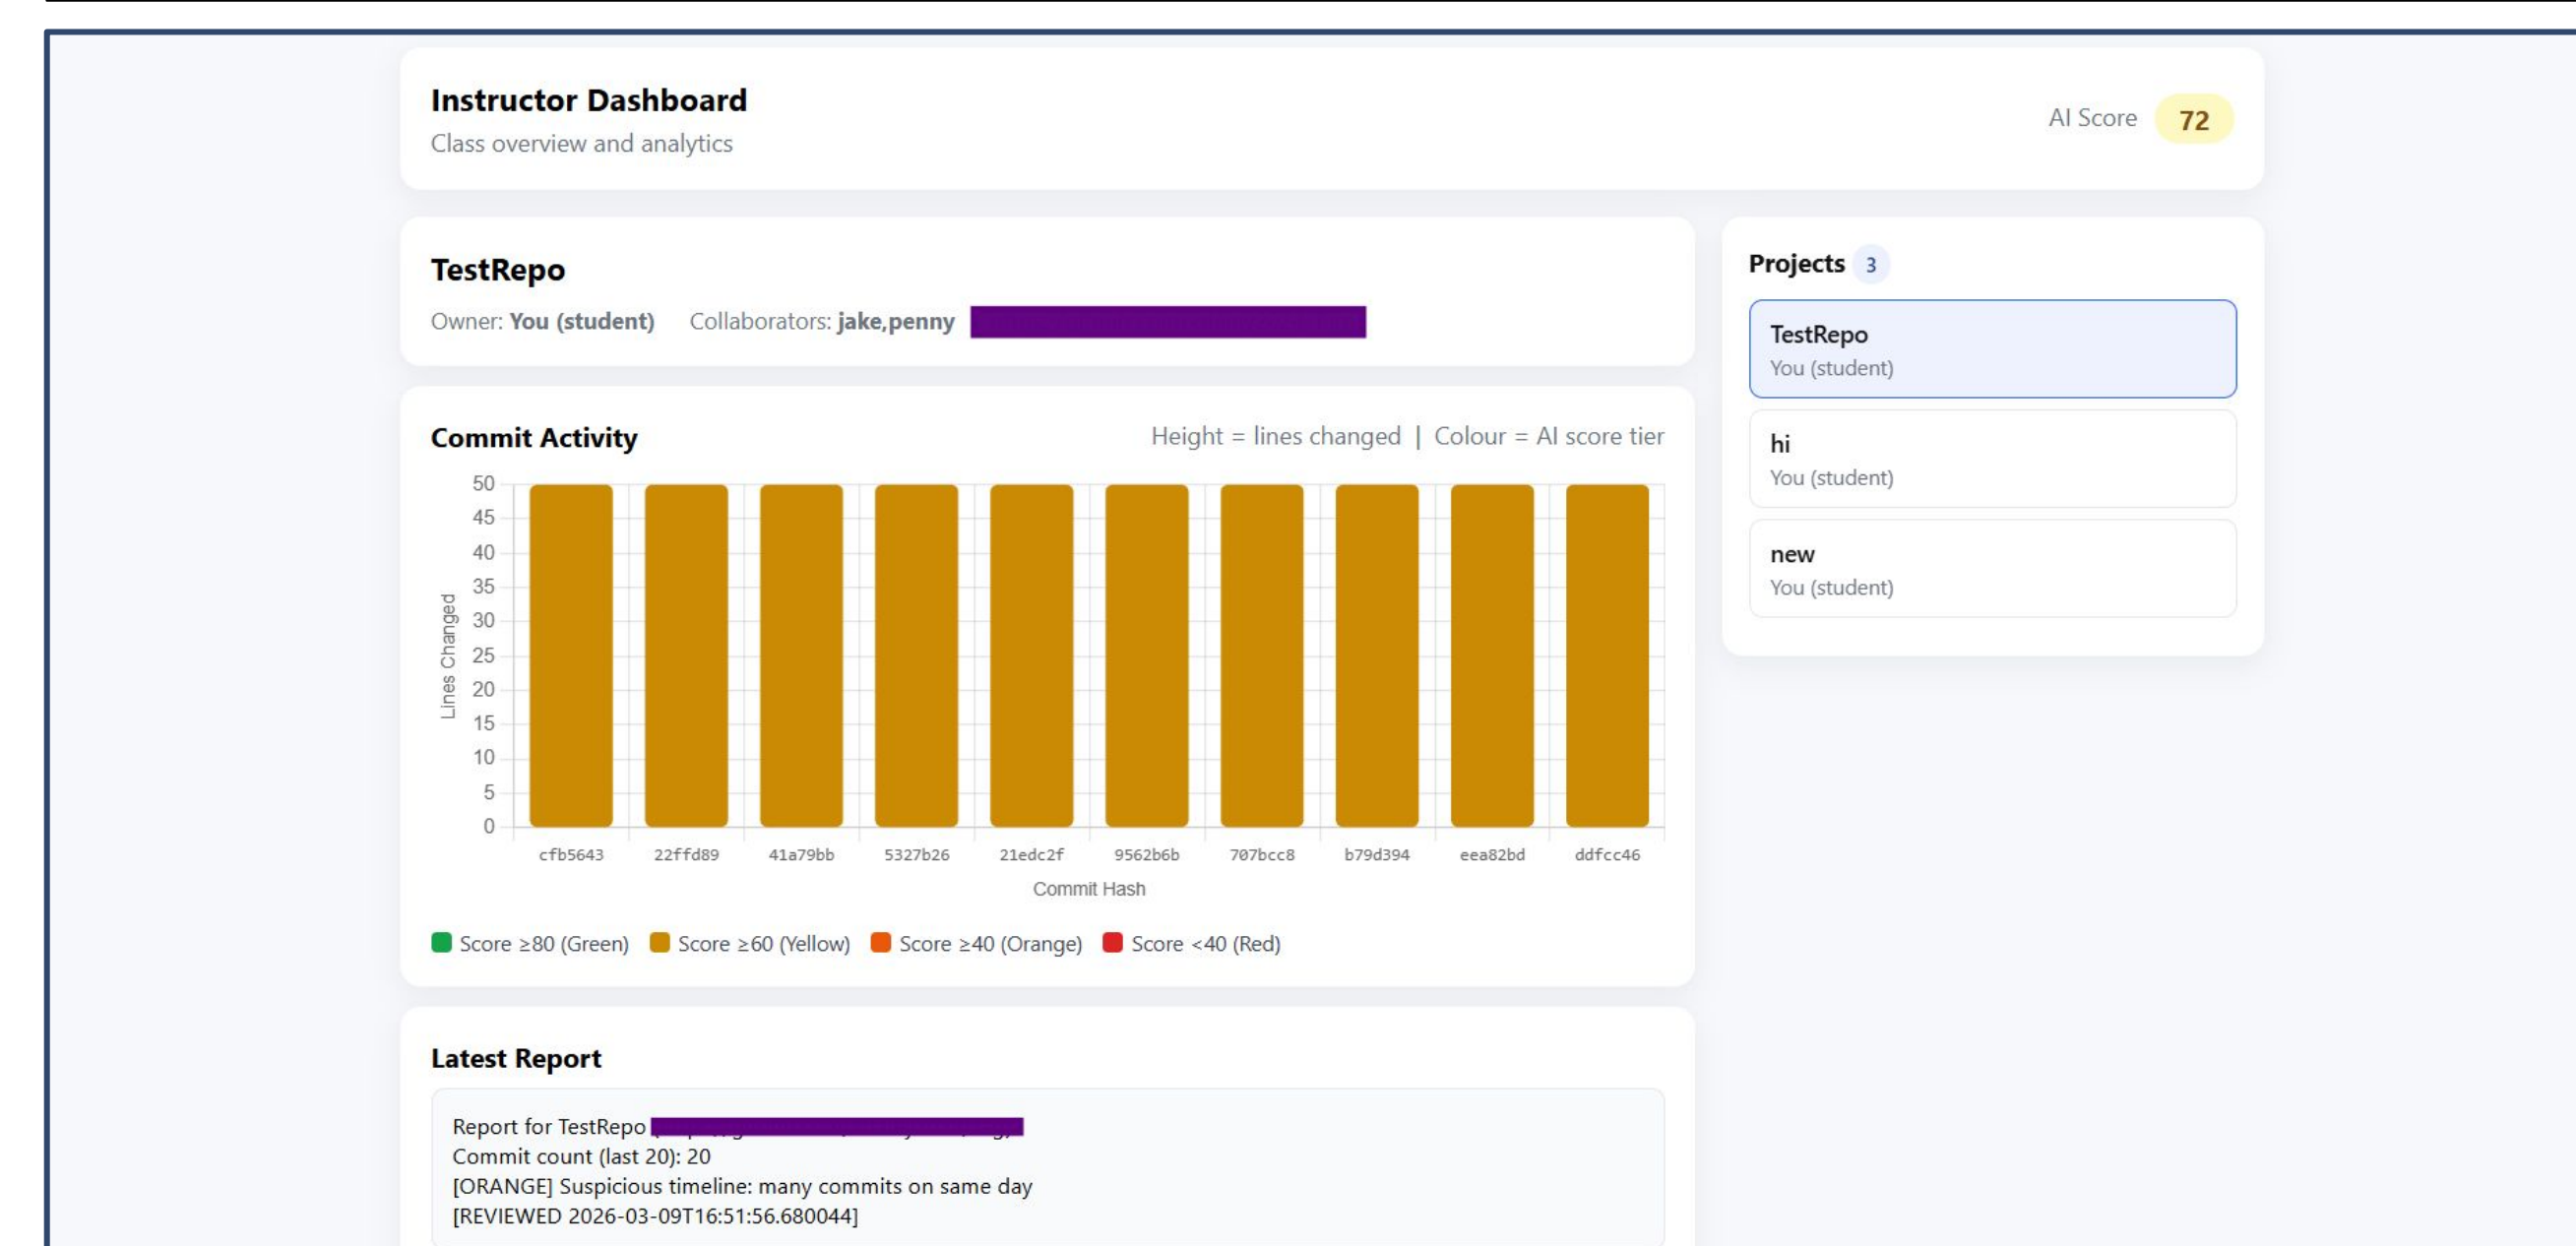 Instructor Dashboard
Class overview and analytics
AI Score 72
TestRepo
Owner: You (student) Collaborators: jake,penny
Commit Activity
Height = lines changed | Colour = AI score tier
50
45
40
35
30
25
20
15
10
5
0
Lines Changed
cfb5643 22ffd89 41a79bb 5327b26 21edc2f 9562b6b 707bcc8 b79d394 eea82bd ddfcc46
Commit Hash
Score ≥80 (Green) Score ≥60 (Yellow) Score ≥40 (Orange) Score <40 (Red)
Latest Report
Report for TestRepo
Commit count (last 20): 20
[ORANGE] Suspicious timeline: many commits on same day
[REVIEWED 2026-03-09T16:51:56.680044]
Projects 3
TestRepo
You (student)
hi
You (student)
new
You (student)